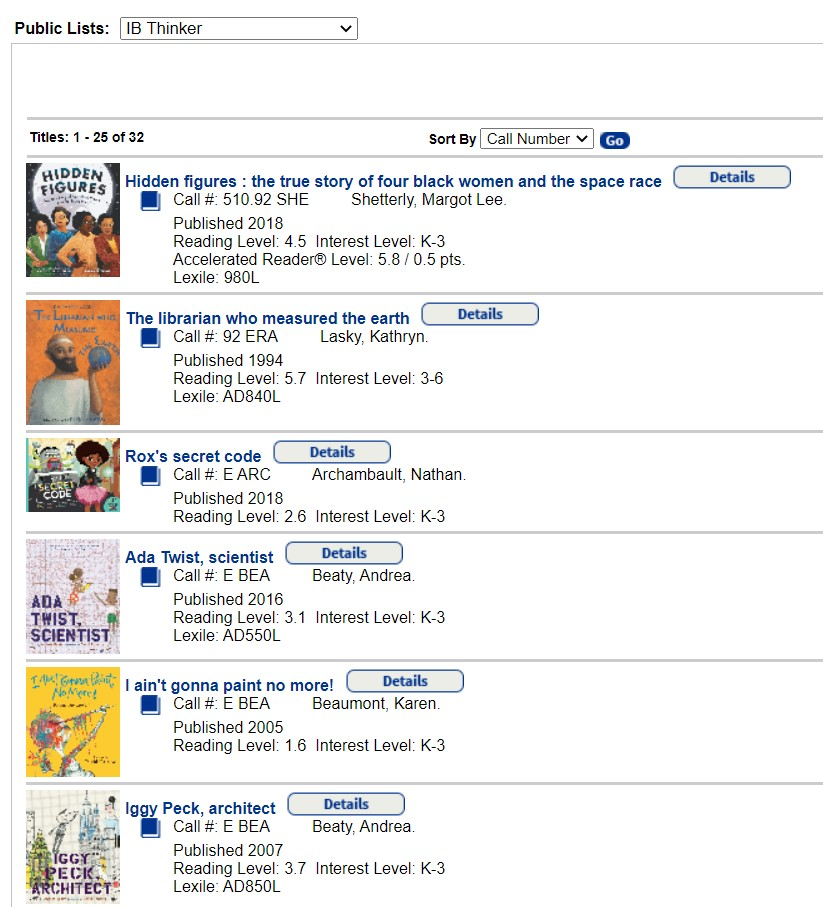 Public Lists: IB Thinker
Titles: 1 - 25 of 32
Sort By Call Number Go
HIDDEN
FIGURES
Hidden figures : the true story of four black women and the space race Details
Call #: 510.92 SHE Shetterly, Margot Lee.
Published 2018
Reading Level: 4.5 Interest Level: K-3
Accelerated Reader® Level: 5.8 / 0.5 pts.
Lexile: 980L
THE LIBRARIAN WHO
MEASURED
THE EARTH
The librarian who measured the earth Details
Call #: 92 ERA Lasky, Kathryn.
Published 1994
Reading Level: 5.7 Interest Level: 3-6
Lexile: AD840L
SECRET
CODE
Rox's secret code Details
Call #: E ARC Archambault, Nathan.
Published 2018
Reading Level: 2.6 Interest Level: K-3
ADA
TWIST,
SCIENTIST
Ada Twist, scientist Details
Call #: E BEA Beaty, Andrea.
Published 2016
Reading Level: 3.1 Interest Level: K-3
Lexile: AD550L
I Ain't Gonna Paint
No More!
I ain't gonna paint no more! Details
Call #: E BEA Beaumont, Karen.
Published 2005
Reading Level: 1.6 Interest Level: K-3
IGGY
PECK,
ARCHITECT
Iggy Peck, architect Details
Call #: E BEA Beaty, Andrea.
Published 2007
Reading Level: 3.7 Interest Level: K-3
Lexile: AD850L